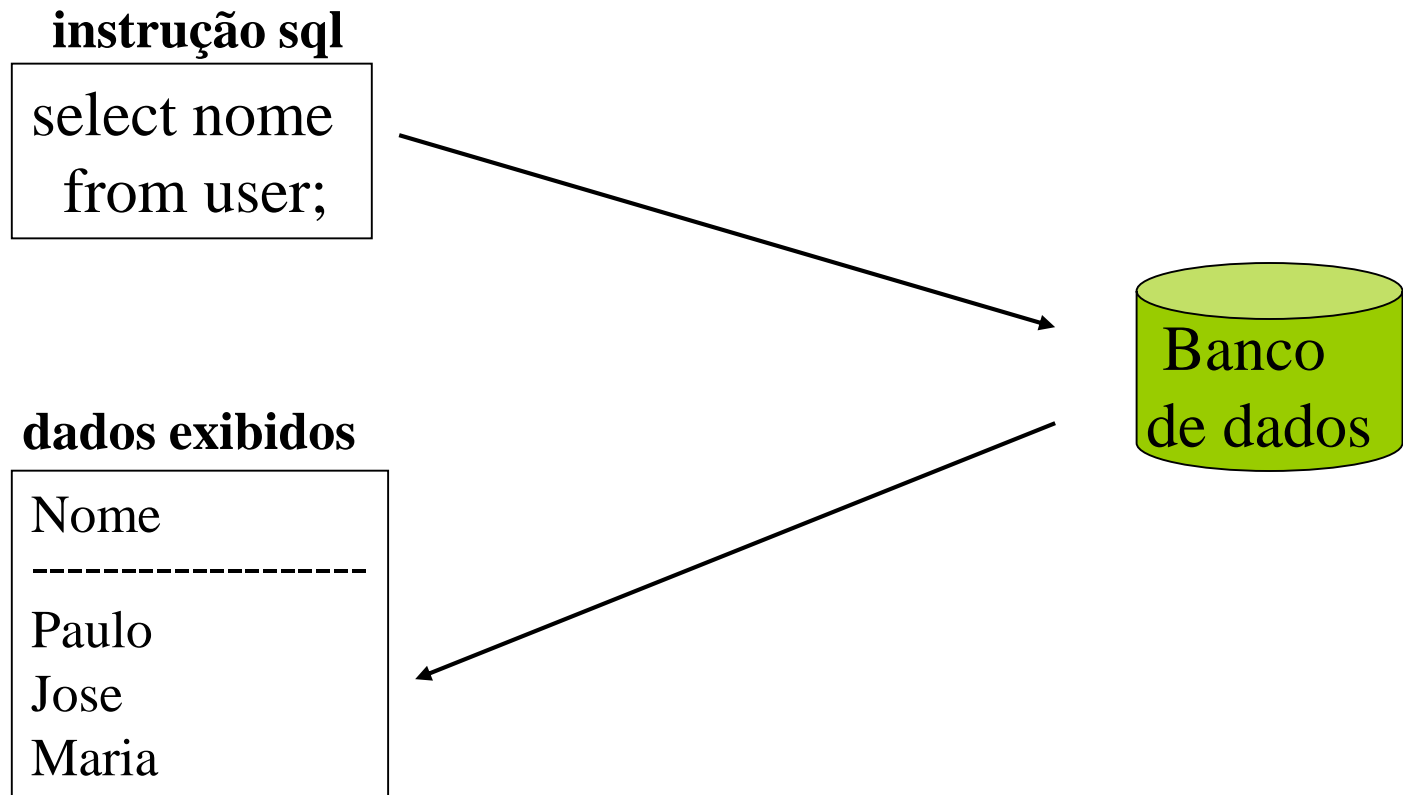 instrução sql
select nome
from user;
Banco
de dados
dados exibidos
Nome
-------------------
Paulo
Jose
Maria